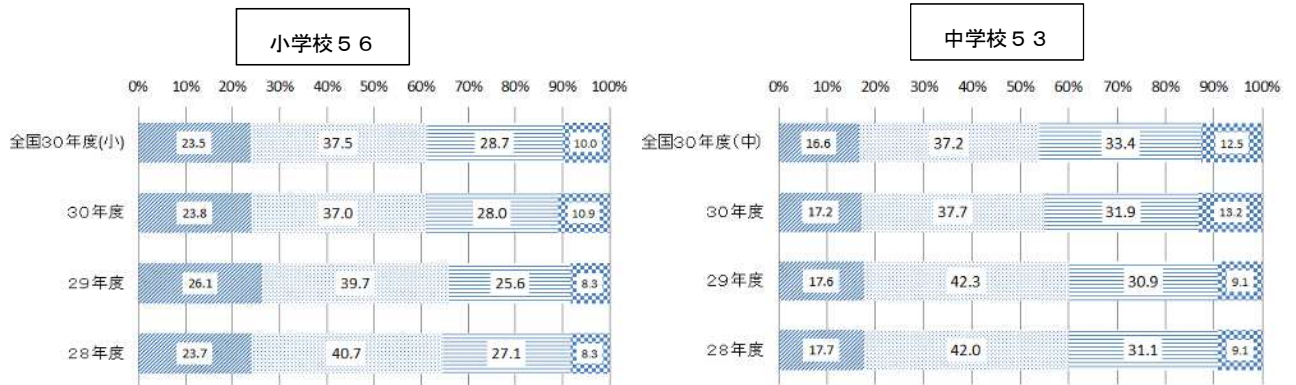 小学校５６
0% 10% 20% 30% 40% 50% 60% 70% 80% 90% 100%
全国30年度(小) 23.5 37.5 28.7 10.0
30年度 23.8 37.0 28.0 10.9
29年度 26.1 39.7 25.6 8.3
28年度 23.7 40.7 27.1 8.3
中学校５３
0% 10% 20% 30% 40% 50% 60% 70% 80% 90% 100%
全国30年度(中) 16.6 37.2 33.4 12.5
30年度 17.2 37.7 31.9 13.2
29年度 17.6 42.3 30.9 9.1
28年度 17.7 42.0 31.1 9.1